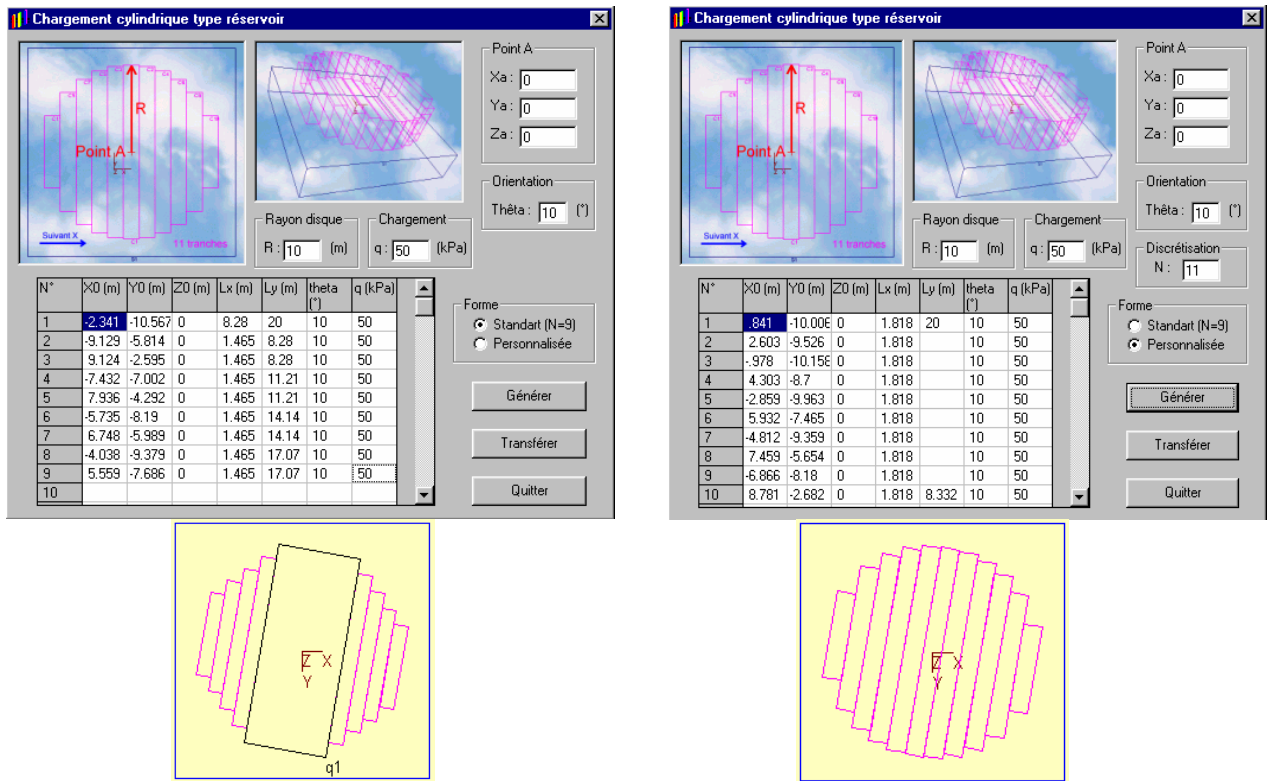 Chargement cylindrique type réservoir
R
Point A
Suivant X
11 tranches
Point A
Xa : 0
Ya : 0
Za : 0
Orientation
Thêta : 10 (°)
Rayon disque
R : 10 (m)
Chargement
q : 50 (kPa)
N° X0 (m) Y0 (m) Z0 (m) Lx (m) Ly (m) theta (°) q (kPa)
1 -2.341 -10.567 0 8.28 20 10 50
2 -9.129 -5.814 0 1.465 8.28 10 50
3 9.124 -2.595 0 1.465 8.28 10 50
4 -7.432 -7.002 0 1.465 11.21 10 50
5 7.936 -4.292 0 1.465 11.21 10 50
6 -5.735 -8.19 0 1.465 14.14 10 50
7 6.748 -5.989 0 1.465 14.14 10 50
8 -4.038 -9.379 0 1.465 17.07 10 50
9 5.559 -7.686 0 1.465 17.07 10 50
10
Forme
Standart (N=9)
Personnalisée
Générer
Transférer
Quitter
Z X
Y
q1
Chargement cylindrique type réservoir
R
Point A
Suivant X
11 tranches
Point A
Xa : 0
Ya : 0
Za : 0
Orientation
Thêta : 10 (°)
Rayon disque
R : 10 (m)
Chargement
q : 50 (kPa)
Discrétisation
N : 11
N° X0 (m) Y0 (m) Z0 (m) Lx (m) Ly (m) theta (°) q (kPa)
1 .841 -10.006 0 1.818 20 10 50
2 2.603 -9.526 0 1.818 10 50
3 -.978 -10.158 0 1.818 10 50
4 4.303 -8.7 0 1.818 10 50
5 -2.859 -9.963 0 1.818 10 50
6 5.932 -7.465 0 1.818 10 50
7 -4.812 -9.359 0 1.818 10 50
8 7.459 -5.654 0 1.818 10 50
9 -6.866 -8.18 0 1.818 10 50
10 8.781 -2.682 0 1.818 8.332 10 50
Forme
Standart (N=9)
Personnalisée
Générer
Transférer
Quitter
Z X
Y